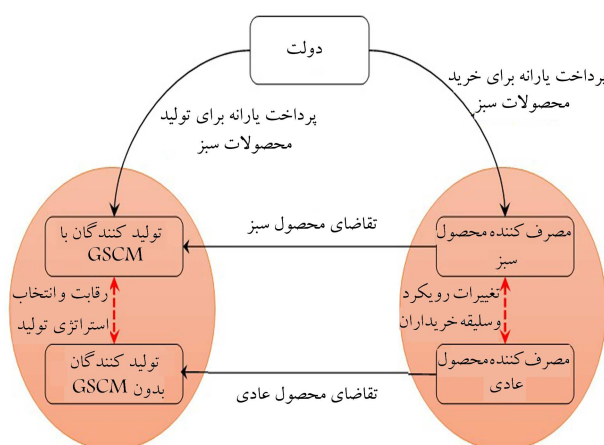 دولت
پرداخت یارانه برای خرید
محصولات سبز
پرداخت یارانه برای تولید
محصولات سبز
مصرف کننده محصول
سبز
تقاضای محصول سبز
تولید کنندگان با
GSCM
تغییرات رویکرد
وسلیقه خریداران
رقابت و انتخاب
استراتژی تولید
مصرف کننده محصول
عادی
تقاضای محصول عادی
تولید کنندگان
بدون GSCM